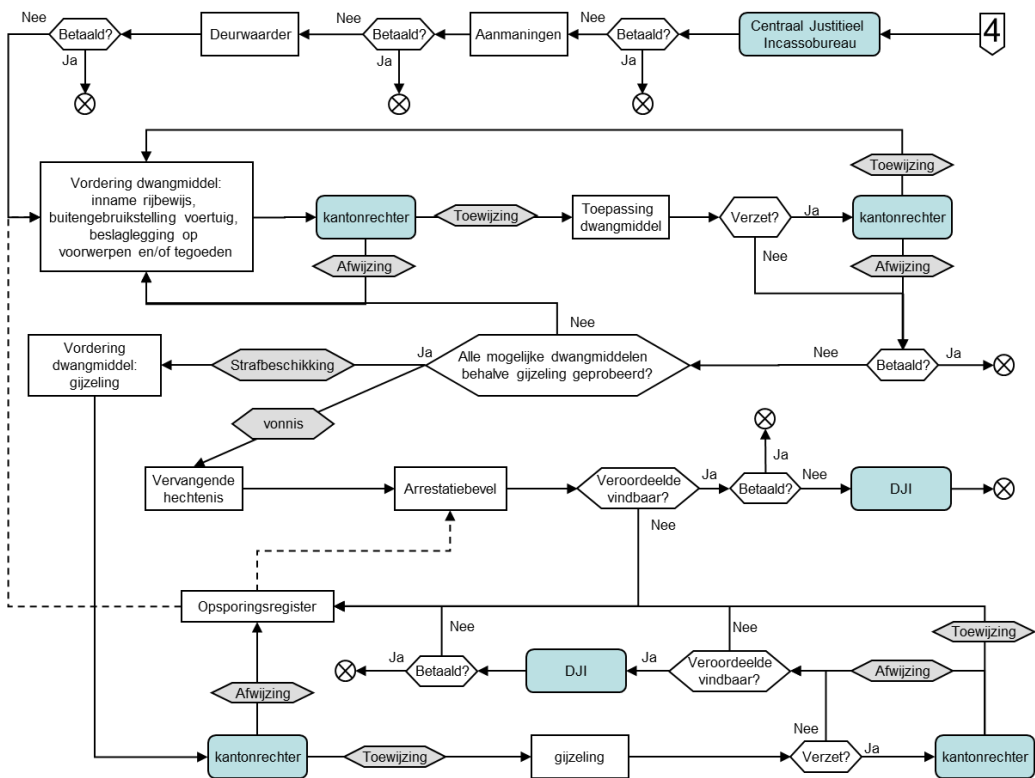 Nee
Betaald?
Ja
Deurwaarder
Nee
Betaald?
Ja
Aanmaningen
Nee
Betaald?
Ja
Centraal Justitieel
Incassobureau
4
Vordering dwangmiddel:
inname rijbewijs,
buitengebruikstelling voertuig,
beslaglegging op
voorwerpen en/of tegoeden
kantonrechter
Afwijzing
Toewijzing
Toepassing
dwangmiddel
Verzet?
Ja
Nee
Toewijzing
kantonrechter
Afwijzing
Vordering
dwangmiddel:
gijzeling
Strafbeschikking
Ja
Nee
Alle mogelijke dwangmiddelen
behalve gijzeling geprobeerd?
Nee
Betaald?
Ja
vonnis
Vervangende
hechtenis
Arrestatiebevel
Veroordeelde
vindbaar?
Ja
Nee
Betaald?
Ja
Nee
DJI
Opsporingsregister
Afwijzing
Ja
Betaald?
Nee
DJI
Ja
Veroordeelde
vindbaar?
Nee
Afwijzing
Toewijzing
kantonrechter
Toewijzing
gijzeling
Nee
Verzet?
Ja
kantonrechter